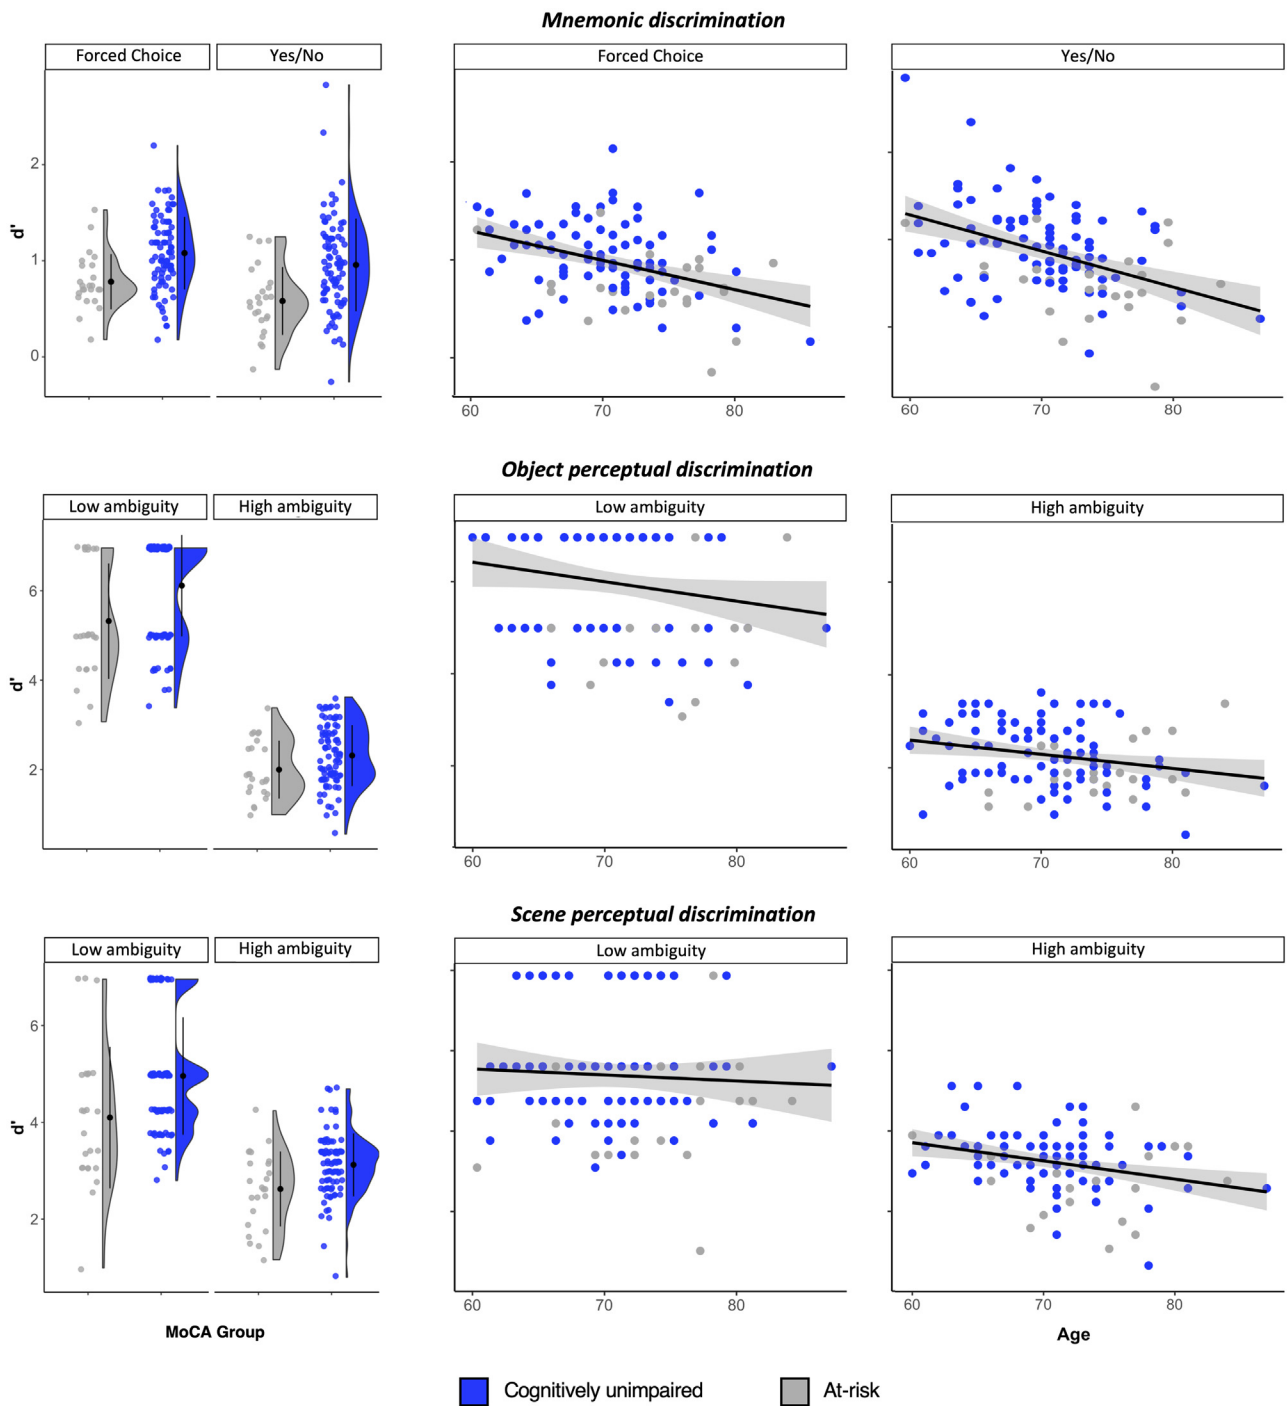 Mnemonic discrimination
Forced Choice
Yes/No
Forced Choice
Yes/No
d'
2
1
0
60
70
80
60
70
80
Object perceptual discrimination
Low ambiguity
High ambiguity
Low ambiguity
High ambiguity
d'
6
4
2
60
70
80
60
70
80
Scene perceptual discrimination
Low ambiguity
High ambiguity
Low ambiguity
High ambiguity
d'
6
4
2
60
70
80
60
70
80
MoCA Group
Age
Cognitively unimpaired
At-risk